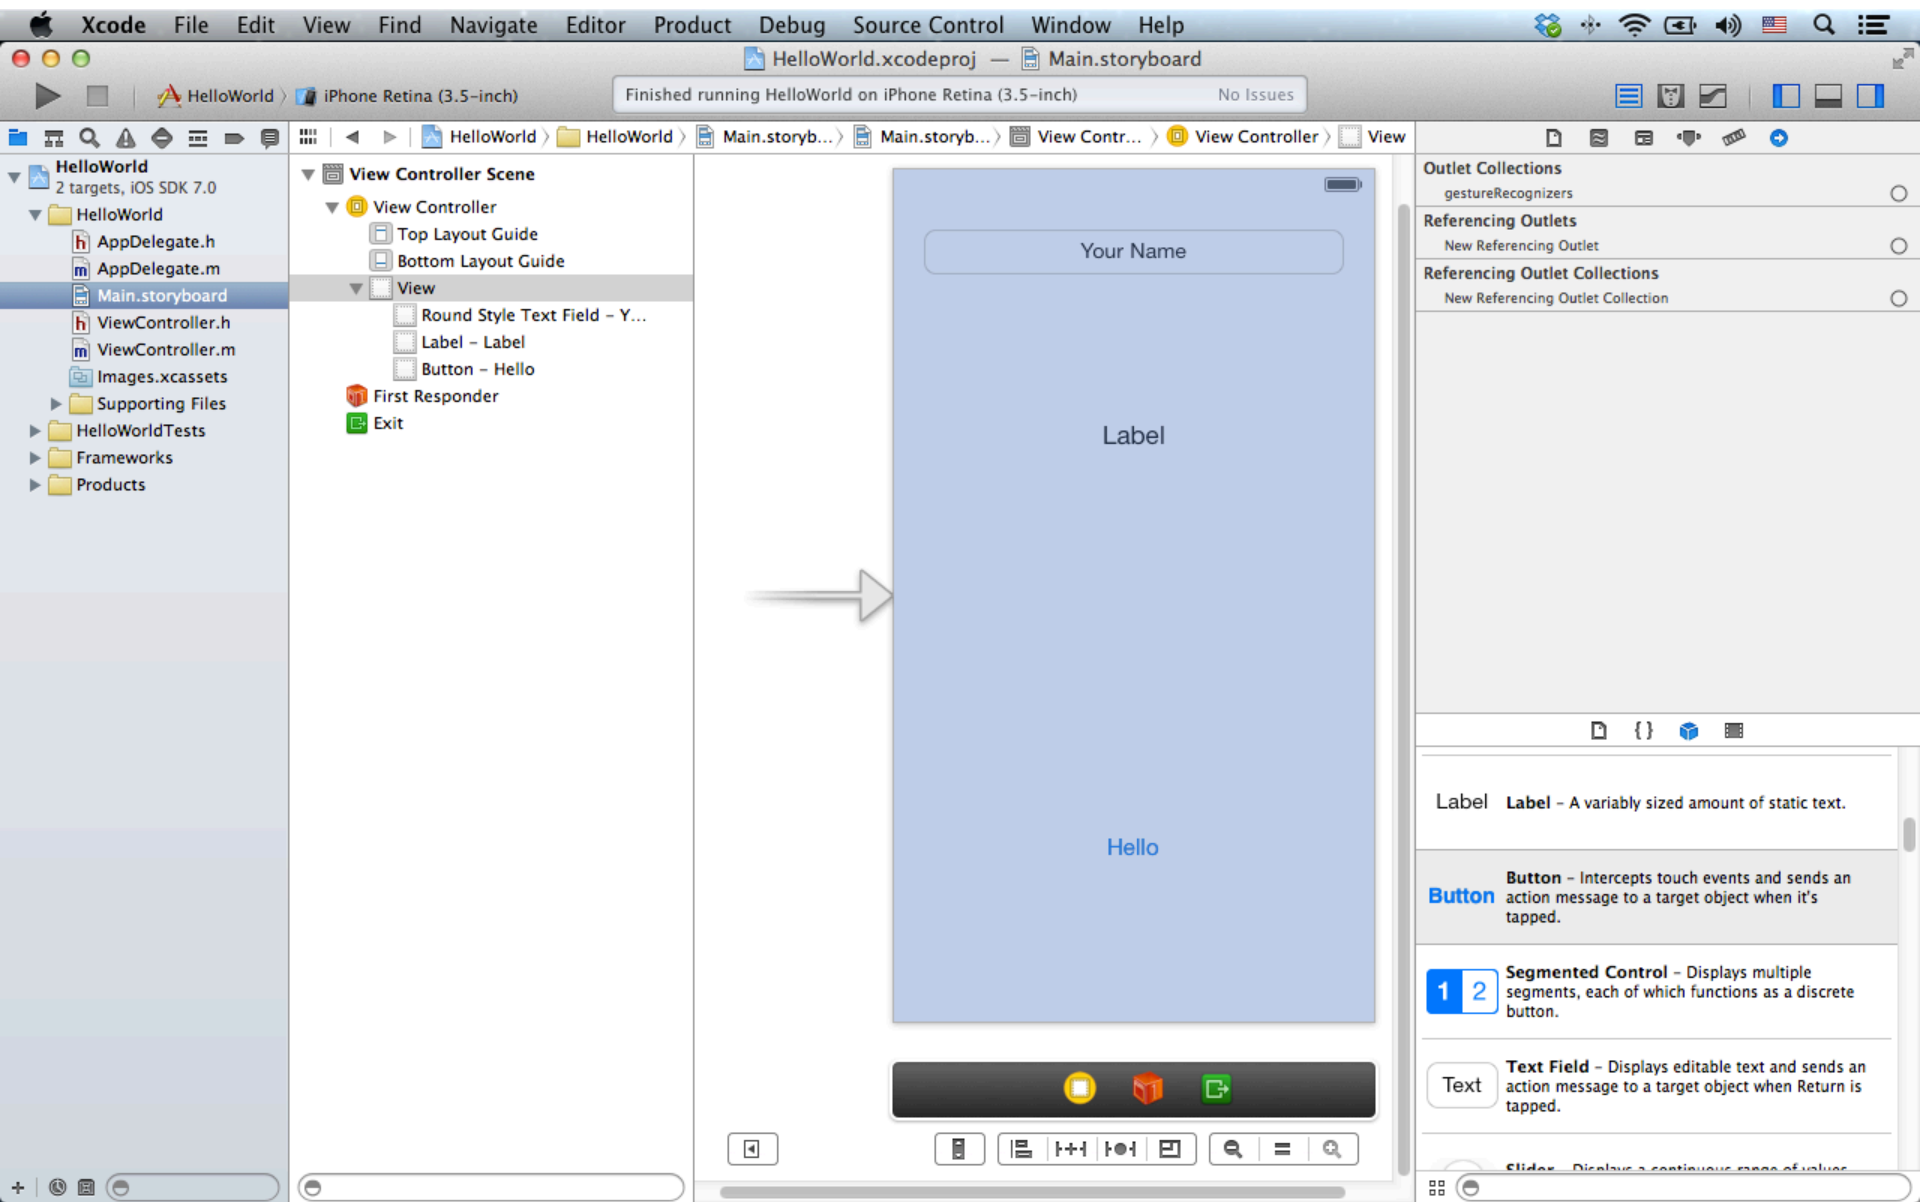 Xcode File Edit View Find Navigate Editor Product Debug Source Control Window Help
HelloWorld.xcodeproj — Main.storyboard
HelloWorld iPhone Retina (3.5-inch)
Finished running HelloWorld on iPhone Retina (3.5-inch) No Issues
HelloWorld HelloWorld Main.storyb... Main.storyb... View Contr... View Controller View
HelloWorld
2 targets, iOS SDK 7.0
HelloWorld
AppDelegate.h
AppDelegate.m
Main.storyboard
ViewController.h
ViewController.m
Images.xcassets
Supporting Files
HelloWorldTests
Frameworks
Products
View Controller Scene
View Controller
Top Layout Guide
Bottom Layout Guide
View
Round Style Text Field – Y...
Label – Label
Button – Hello
First Responder
Exit
Your Name
Label
Hello
Outlet Collections
gestureRecognizers
Referencing Outlets
New Referencing Outlet
Referencing Outlet Collections
New Referencing Outlet Collection
{ }
Label
Label – A variably sized amount of static text.
Button
Button – Intercepts touch events and sends an
action message to a target object when it's
tapped.
1 2
Segmented Control – Displays multiple
segments, each of which functions as a discrete
button.
Text
Text Field – Displays editable text and sends an
action message to a target object when Return is
tapped.
Slider – Displays a continuous range of values